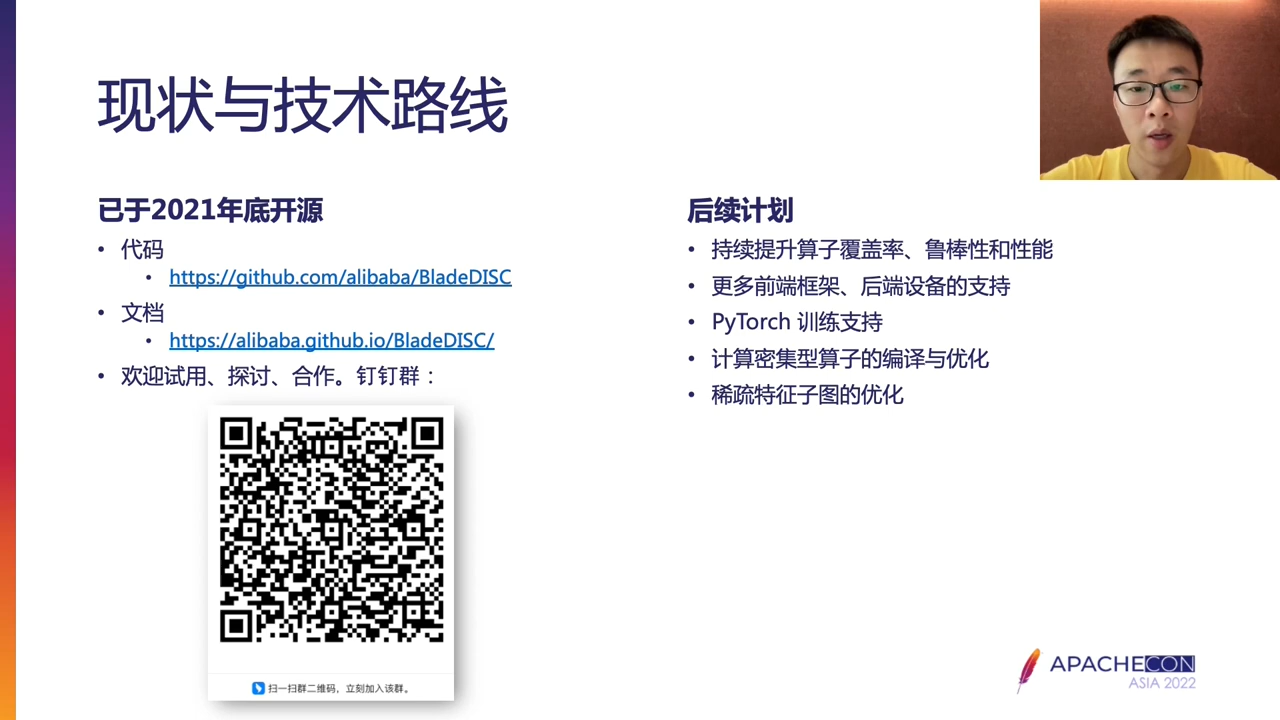 现状与技术路线
已于2021年底开源
• 代码
• https://github.com/alibaba/BladeDISC
• 文档
• https://alibaba.github.io/BladeDISC/
• 欢迎试用、探讨、合作。钉钉群：
扫一扫群二维码，立刻加入该群。
后续计划
• 持续提升算子覆盖率、鲁棒性和性能
• 更多前端框架、后端设备的支持
• PyTorch 训练支持
• 计算密集型算子的编译与优化
• 稀疏特征子图的优化
APACHECON
ASIA 2022